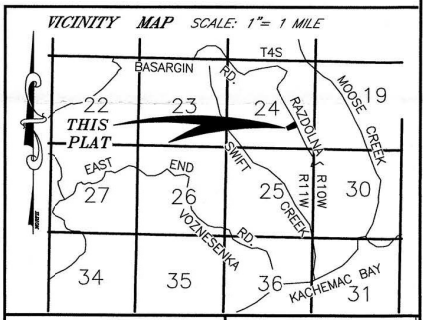 VICINITY MAP SCALE: 1"= 1 MILE
T4S
BASARGIN RD.
22
23
24
19
MOOSE CREEK
RAZDOLNA
THIS
PLAT
SWIFT CREEK
EAST END RD.
27
26
25
30
R11W
R10W
VOZNESENKA
34
35
36
31
KACHEMAC BAY